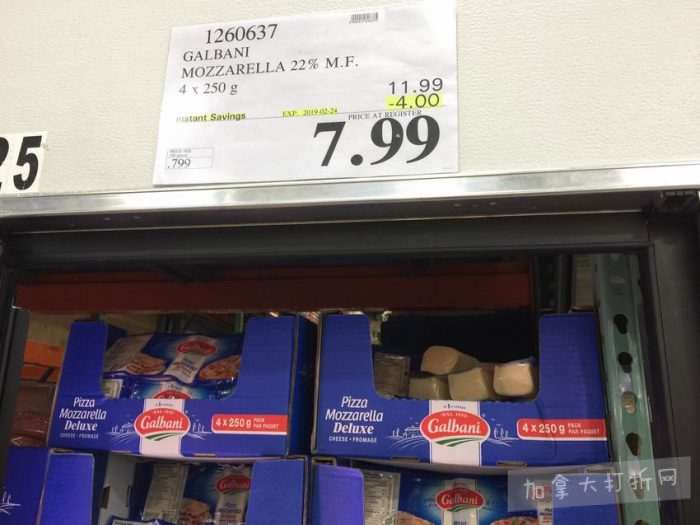 1260637
GALBANI
MOZZARELLA 22% M.F.
4 x 250 g
11.99
-4.00
Instant Savings
EXP: 2019-02-24
PRICE AT REGISTER
7.99
.799
25
Pizza
Mozzarella
Deluxe
CHEESE • FROMAGE
Galbani
4 x 250 g PACK
PAR PAQUET
Pizza
Mozzarella
Deluxe
CHEESE • FROMAGE
Galbani
4 x 250 g PACK
PAR PAQUET
Galbani
Galbani
Galbani
加拿大打折网